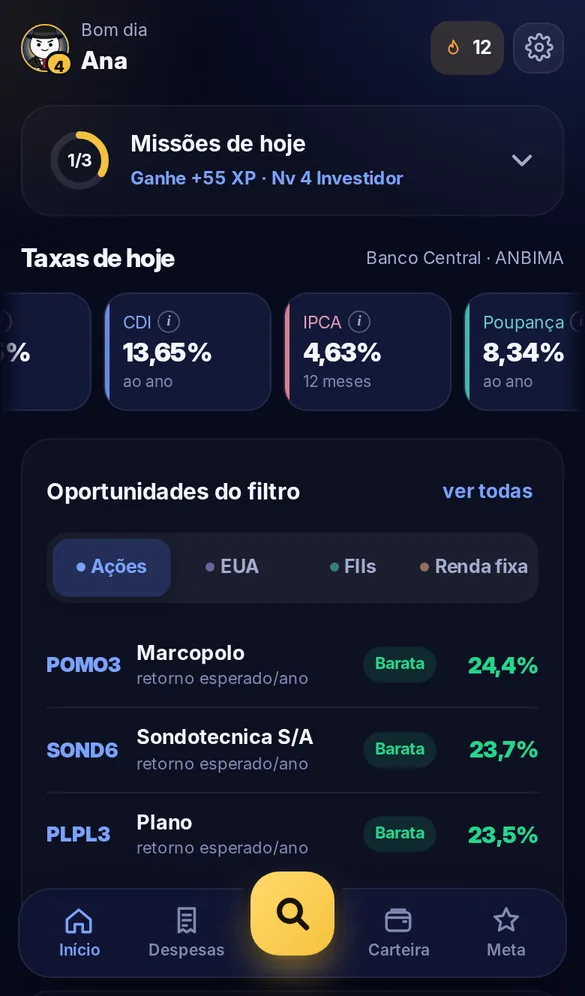 Bom dia
Ana
4
12
1/3
Missões de hoje
Ganhe +55 XP · Nv 4 Investidor
Taxas de hoje
Banco Central · ANBIMA
%
CDI i
13,65%
ao ano
IPCA i
4,63%
12 meses
Poupança
8,34%
ao ano
Oportunidades do filtro
ver todas
Ações
EUA
FIIs
Renda fixa
POMO3
Marcopolo
retorno esperado/ano
Barata
24,4%
SOND6
Sondotecnica S/A
retorno esperado/ano
Barata
23,7%
PLPL3
Plano
retorno esperado/ano
Barata
23,5%
Início
Despesas
Carteira
Meta